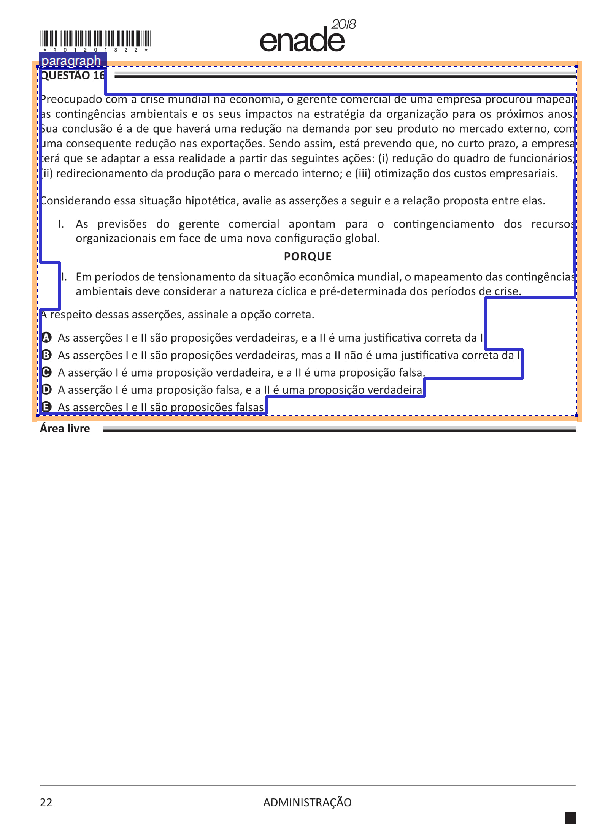 *R0120182 2*
enade 2018
paragraph
QUESTÃO 16
Preocupado com a crise mundial na economia, o gerente comercial de uma empresa procurou mapear
as contingências ambientais e os seus impactos na estratégia da organização para os próximos anos.
Sua conclusão é a de que haverá uma redução na demanda por seu produto no mercado externo, com
uma consequente redução nas exportações. Sendo assim, está prevendo que, no curto prazo, a empresa
terá que se adaptar a essa realidade a partir das seguintes ações: (i) redução do quadro de funcionários;
(ii) redirecionamento da produção para o mercado interno; e (iii) otimização dos custos empresariais.
Considerando essa situação hipotética, avalie as asserções a seguir e a relação proposta entre elas.
I. As previsões do gerente comercial apontam para o contingenciamento dos recursos
organizacionais em face de uma nova configuração global.
PORQUE
II. Em períodos de tensionamento da situação econômica mundial, o mapeamento das contingências
ambientais deve considerar a natureza cíclica e pré-determinada dos períodos de crise.
A respeito dessas asserções, assinale a opção correta.
A As asserções I e II são proposições verdadeiras, e a II é uma justificativa correta da I.
B As asserções I e II são proposições verdadeiras, mas a II não é uma justificativa correta da I.
C A asserção I é uma proposição verdadeira, e a II é uma proposição falsa.
D A asserção I é uma proposição falsa, e a II é uma proposição verdadeira.
E As asserções I e II são proposições falsas.
Área livre
22 ADMINISTRAÇÃO